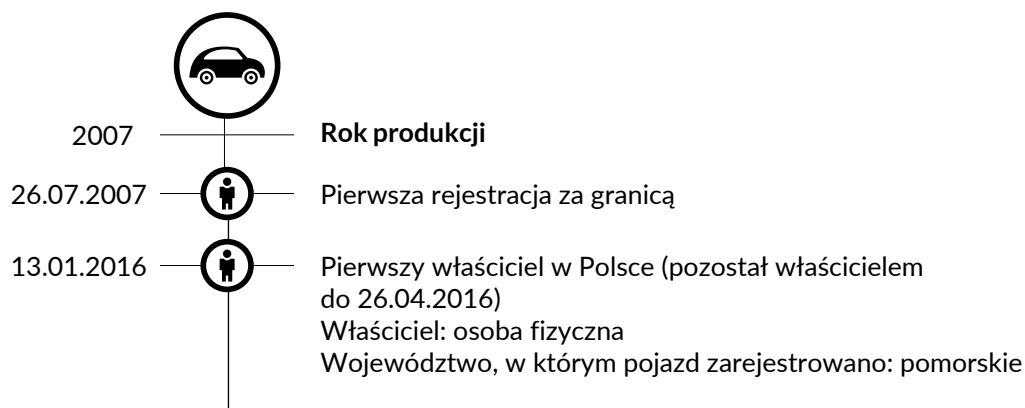 2007 Rok produkcji
26.07.2007 Pierwsza rejestracja za granicą
13.01.2016 Pierwszy właściciel w Polsce (pozostał właścicielem
do 26.04.2016)
Właściciel: osoba fizyczna
Województwo, w którym pojazd zarejestrowano: pomorskie